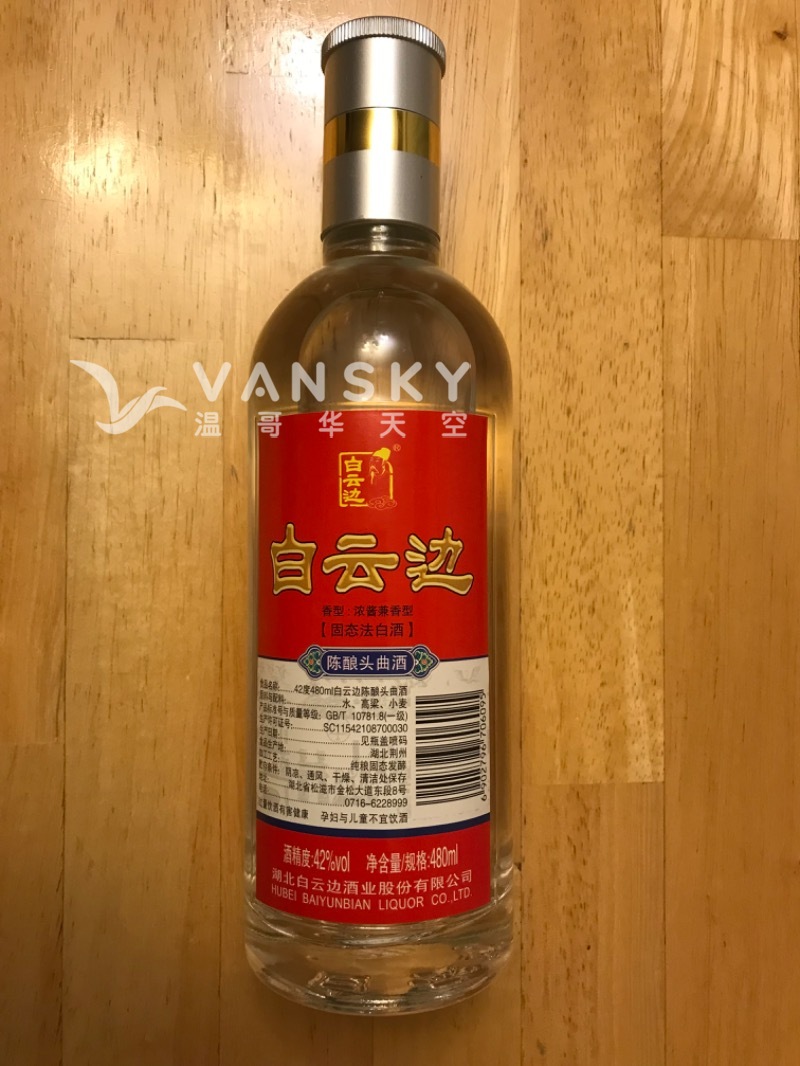 VANSKY
温哥华天空
白云边
®
白云边
香型：浓酱兼香型
【固态法白酒】
陈酿头曲酒
食品名称:......42度480ml白云边陈酿头曲酒
原料与配料:......水、高粱、小麦
产品标准号与质量等级: GB/T 10781.8(一级)
生产许可证号:......SC11542108700030
生产日期:......见瓶盖喷码
食品生产地:......湖北荆州
加工工艺:......纯粮固态发酵
贮存条件: 阴凉、通风、干燥、清洁处保存
地址:......湖北省松滋市金松大道东段8号
电话:......0716-6228999
过量饮酒有害健康 孕妇与儿童不宜饮酒
6902796706095
酒精度:42%vol 净含量/规格:480ml
湖北白云边酒业股份有限公司
HUBEI BAIYUNBIAN LIQUOR CO.,LTD.